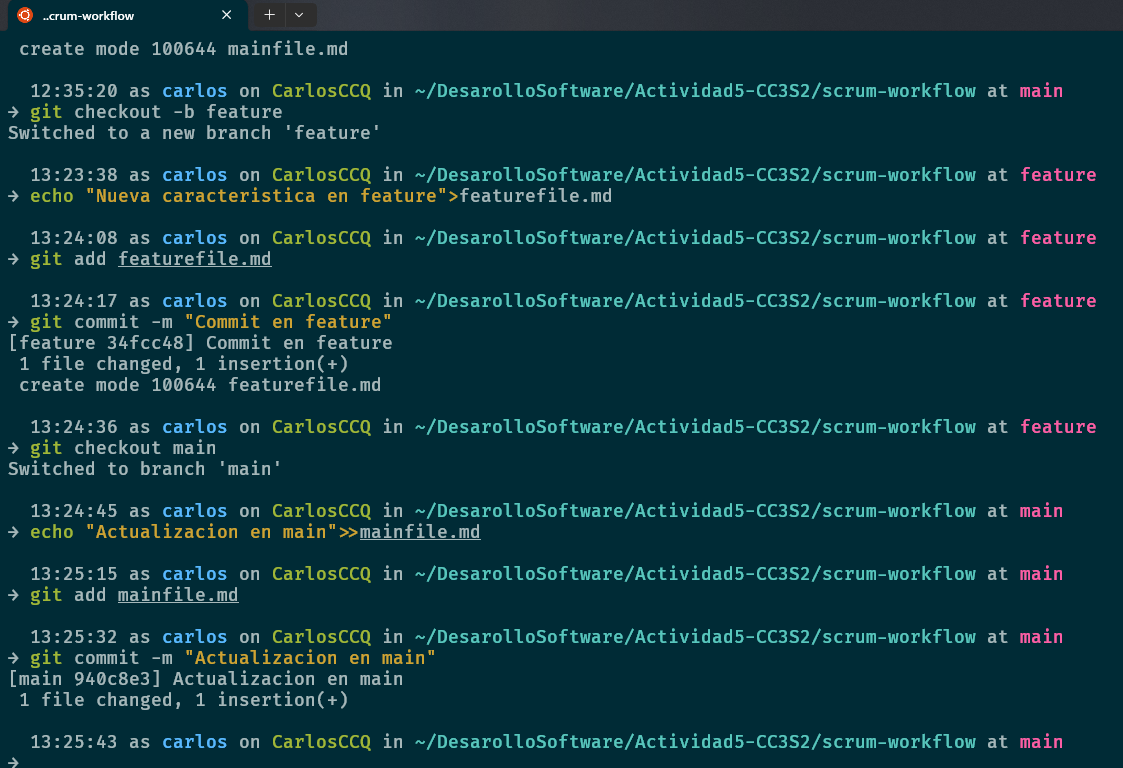 ..crum-workflow
create mode 100644 mainfile.md
12:35:20 as carlos on CarlosCCQ in ~/DesarolloSoftware/Actividad5-CC3S2/scrum-workflow at main
→ git checkout -b feature
Switched to a new branch 'feature'
13:23:38 as carlos on CarlosCCQ in ~/DesarolloSoftware/Actividad5-CC3S2/scrum-workflow at feature
→ echo "Nueva caracteristica en feature">featurefile.md
13:24:08 as carlos on CarlosCCQ in ~/DesarolloSoftware/Actividad5-CC3S2/scrum-workflow at feature
→ git add featurefile.md
13:24:17 as carlos on CarlosCCQ in ~/DesarolloSoftware/Actividad5-CC3S2/scrum-workflow at feature
→ git commit -m "Commit en feature"
[feature 34fcc48] Commit en feature
1 file changed, 1 insertion(+)
create mode 100644 featurefile.md
13:24:36 as carlos on CarlosCCQ in ~/DesarolloSoftware/Actividad5-CC3S2/scrum-workflow at feature
→ git checkout main
Switched to branch 'main'
13:24:45 as carlos on CarlosCCQ in ~/DesarolloSoftware/Actividad5-CC3S2/scrum-workflow at main
→ echo "Actualizacion en main">>mainfile.md
13:25:15 as carlos on CarlosCCQ in ~/DesarolloSoftware/Actividad5-CC3S2/scrum-workflow at main
→ git add mainfile.md
13:25:32 as carlos on CarlosCCQ in ~/DesarolloSoftware/Actividad5-CC3S2/scrum-workflow at main
→ git commit -m "Actualizacion en main"
[main 940c8e3] Actualizacion en main
1 file changed, 1 insertion(+)
13:25:43 as carlos on CarlosCCQ in ~/DesarolloSoftware/Actividad5-CC3S2/scrum-workflow at main
→